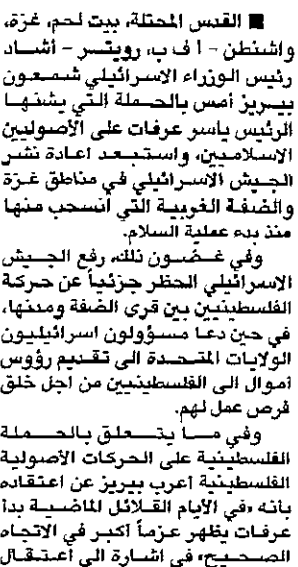 ■ القدس المحتلة، بيت لحم، غزة،
واشنطن - أ ف ب، رويتر - أشاد
رئيس الوزراء الاسرائيلي شمعون
بيريز أمس بالحملة التي يشنها
الرئيس ياسر عرفات على الأصوليين
الاسلاميين، واستبعد اعادة نشر
الجيش الاسرائيلي في مناطق غزة
والضفة الغربية التي انسحب منها
منذ بدء عملية السلام.
وفي غضون ذلك، رفع الجيش
الاسرائيلي الحظر جزئياً عن حركة
الفلسطينيين بين قرى الضفة ومدنها،
في حين دعا مسؤولون اسرائيليون
الولايات المتحدة الى تقديم رؤوس
اموال الى الفلسطينيين من اجل خلق
فرص عمل لهم.
وفي ما يتعلق بالحملة
الفلسطينية على الحركات الأصولية
الفلسطينية أعرب بيريز عن اعتقاده
بأنه «في الأيام القلائل الماضية بدأ
عرفات يظهر عزماً أكبر في الاتجاه
الصحيح» في اشارة الى اعتقال